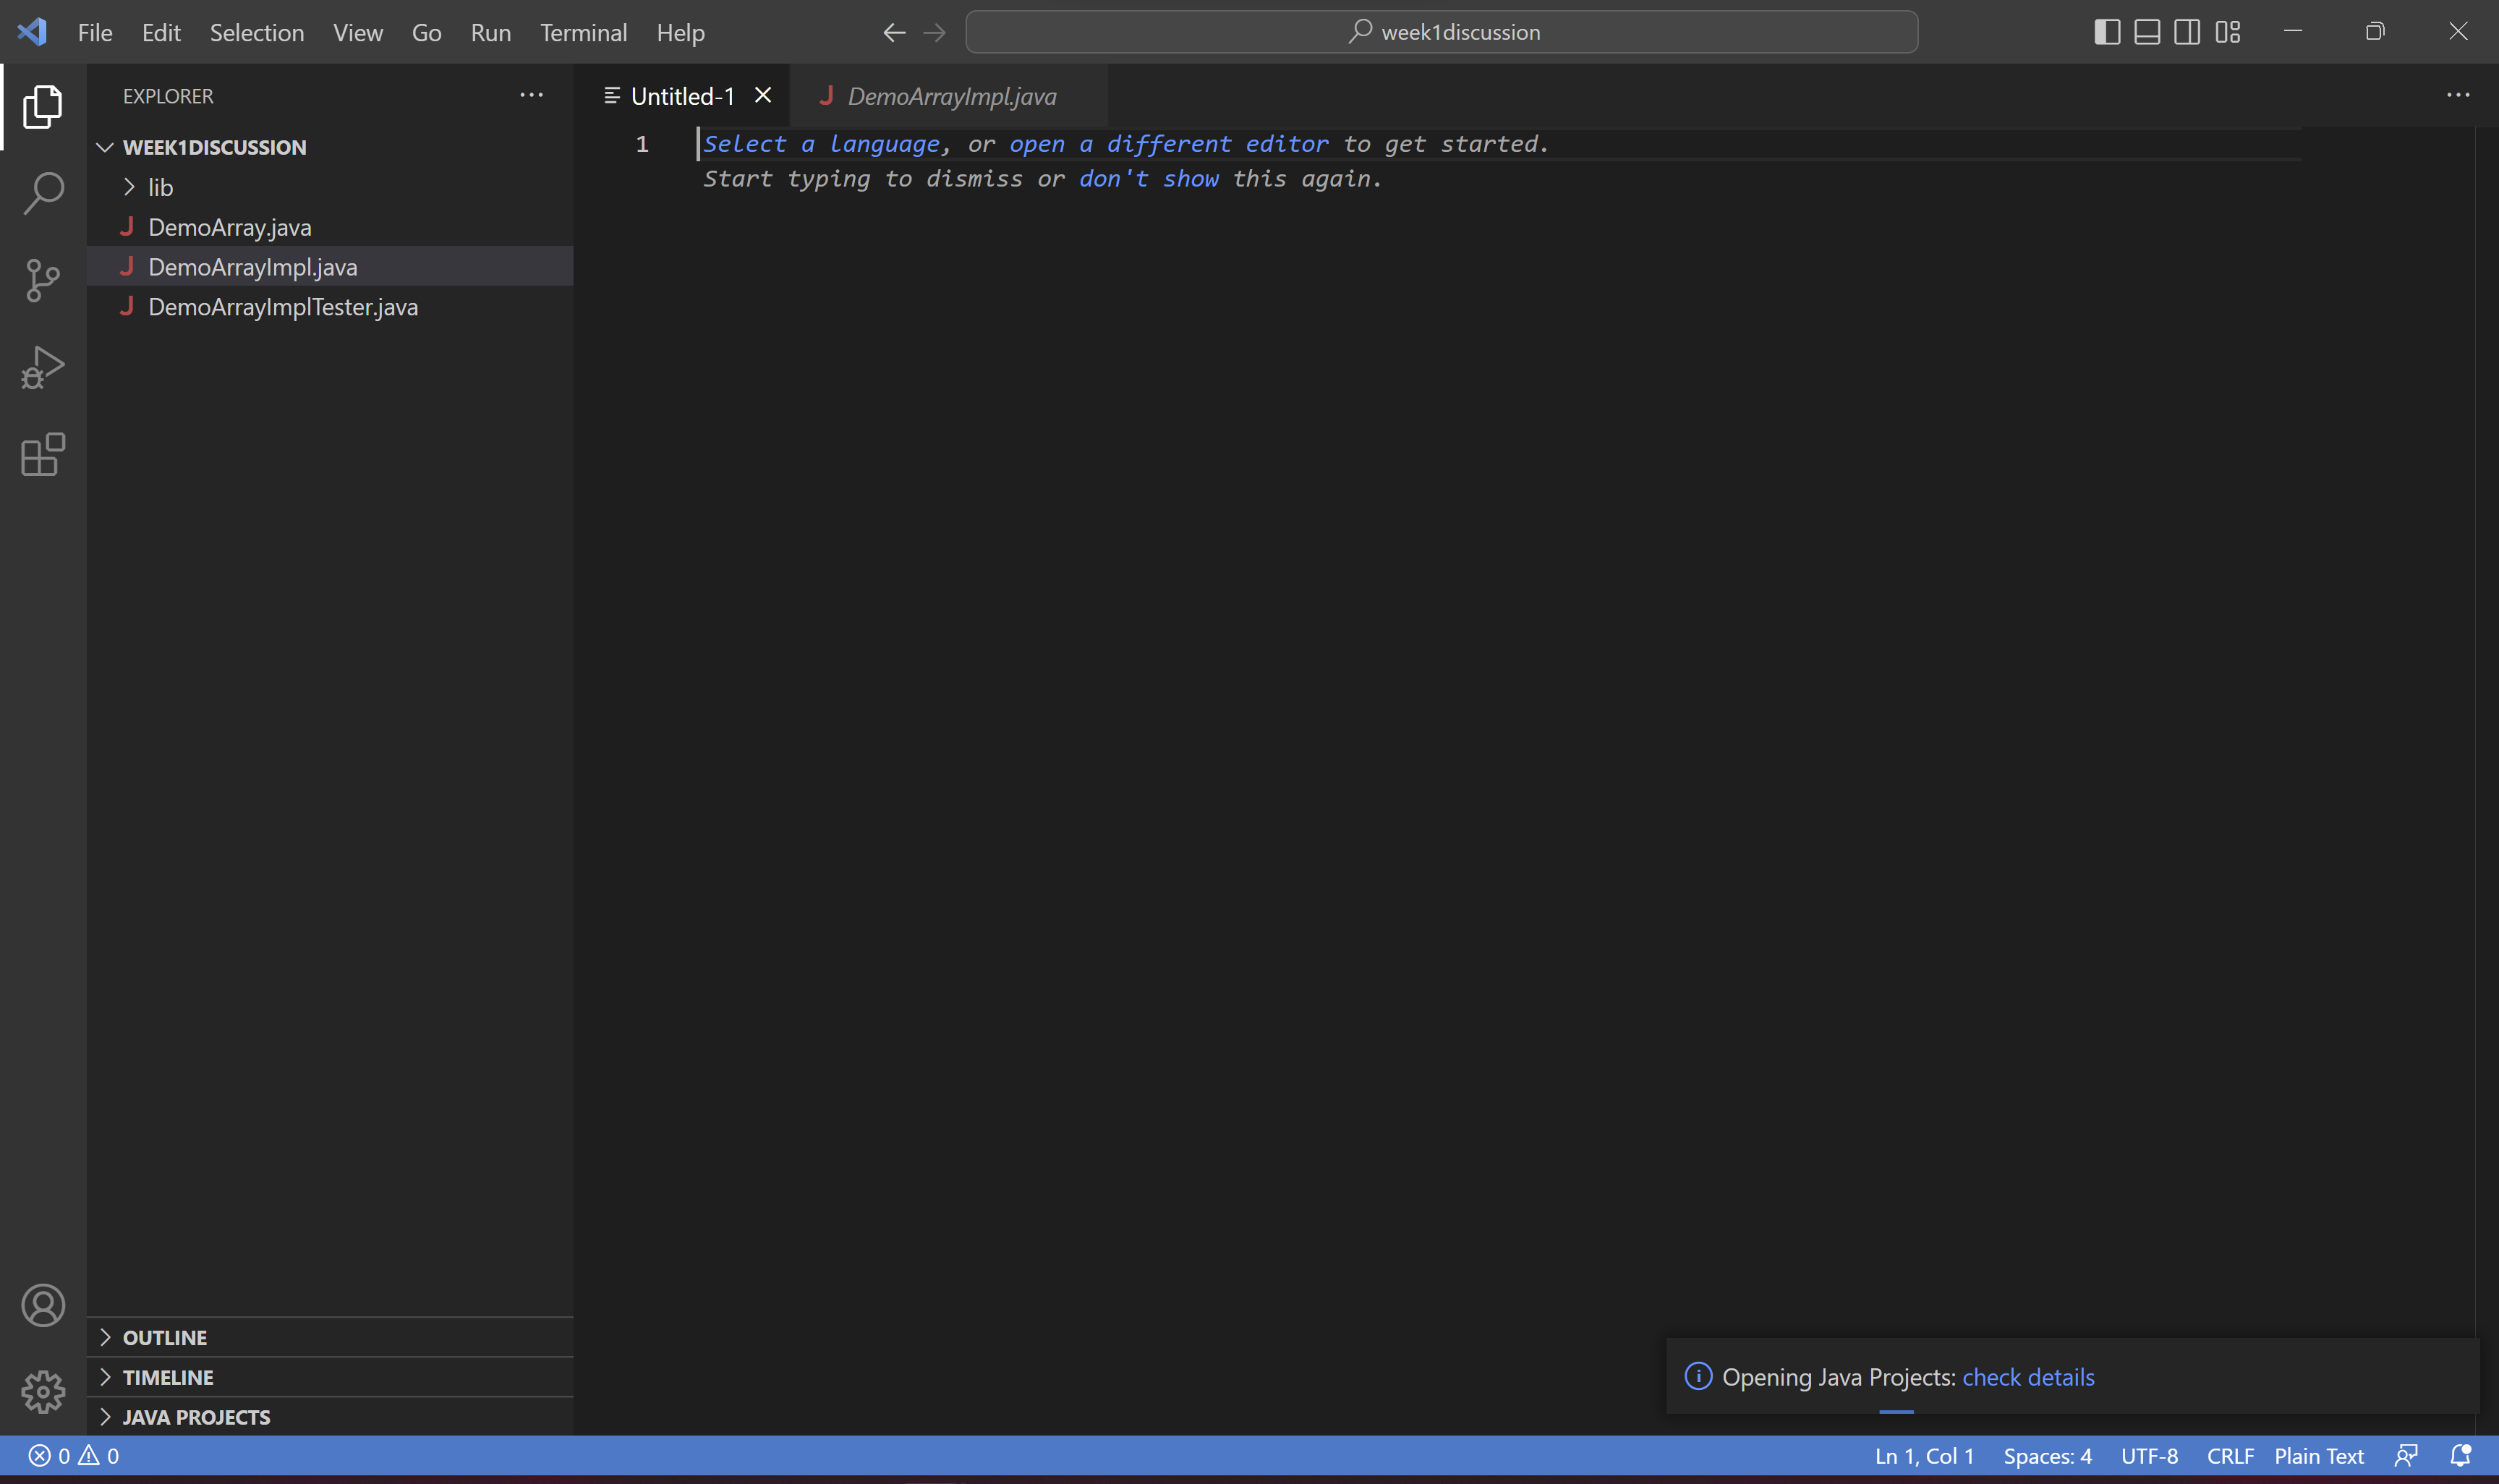 File Edit Selection View Go Run Terminal Help week1discussion
EXPLORER
WEEK1DISCUSSION
lib
DemoArray.java
DemoArrayImpl.java
DemoArrayImplTester.java
OUTLINE
TIMELINE
JAVA PROJECTS
Untitled-1 DemoArrayImpl.java
1 Select a language, or open a different editor to get started.
Start typing to dismiss or don't show this again.
Opening Java Projects: check details
0 0 Ln 1, Col 1 Spaces: 4 UTF-8 CRLF Plain Text